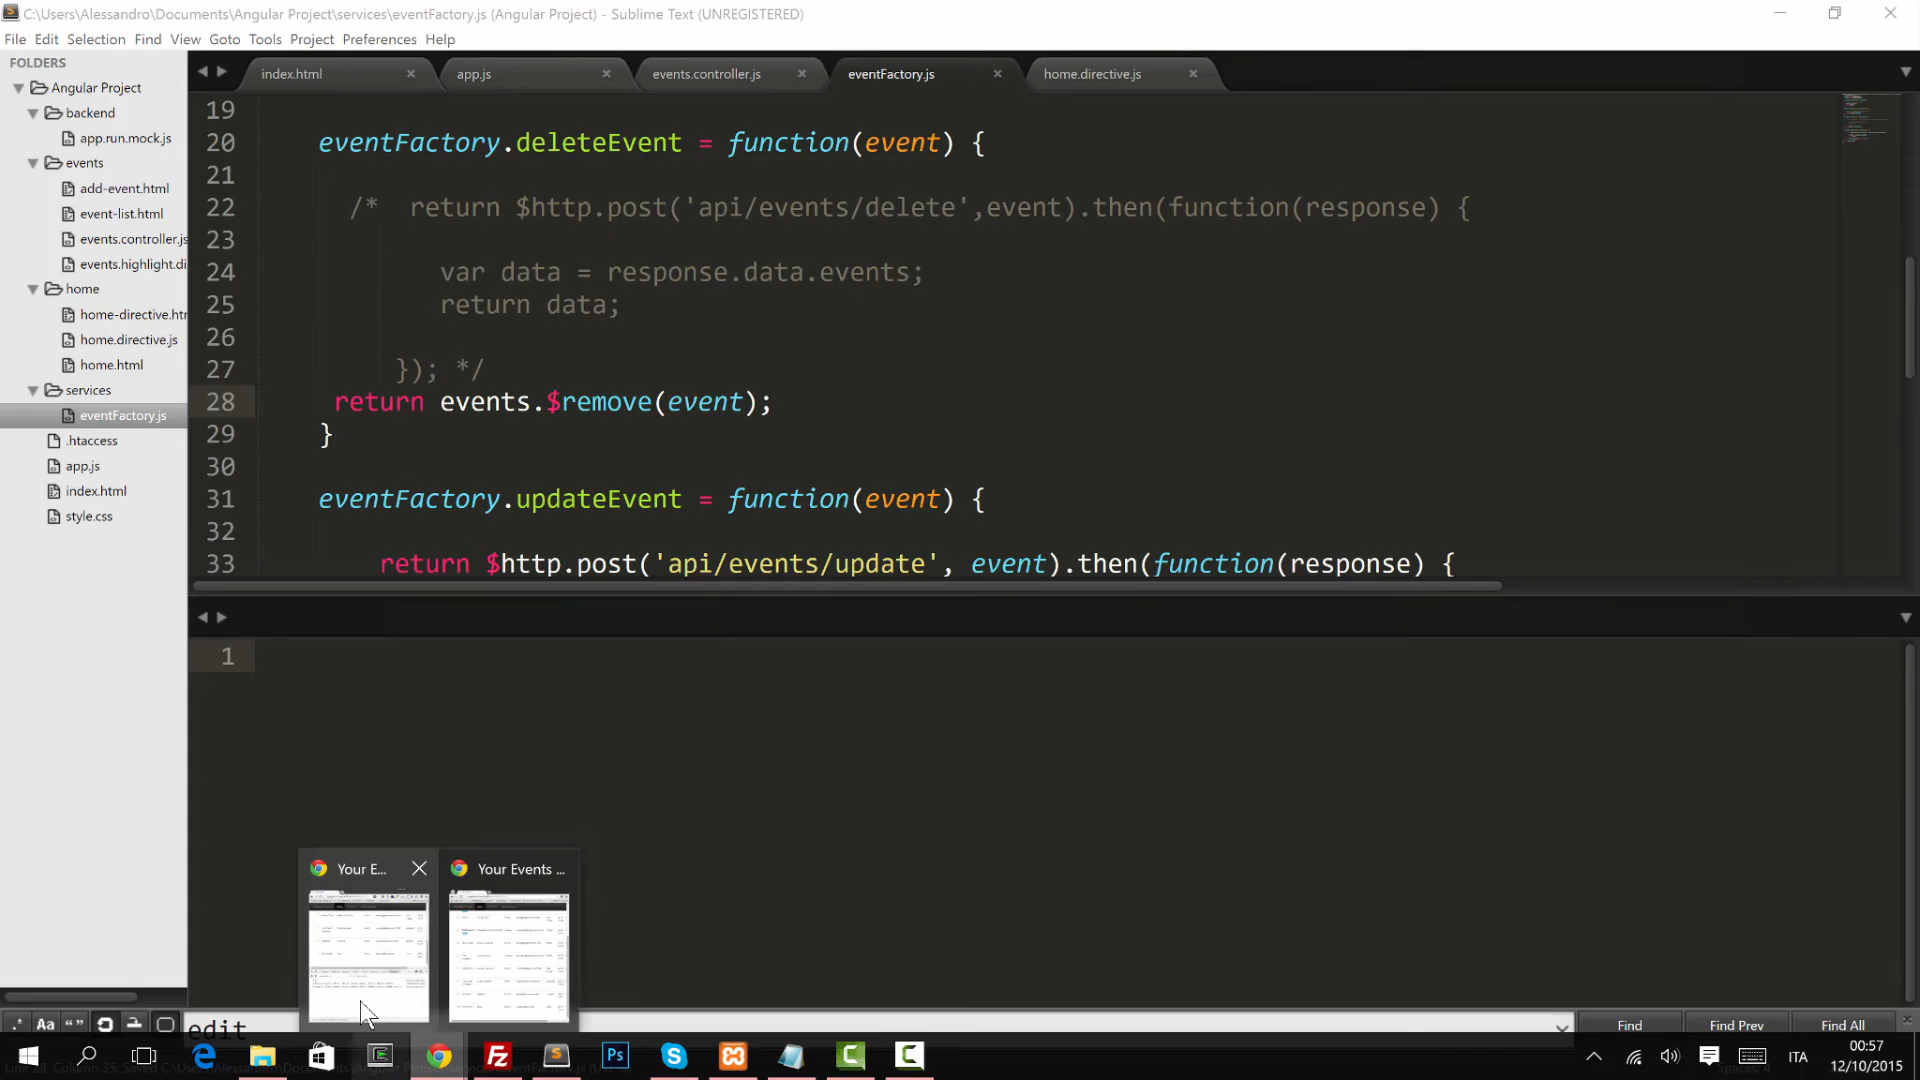 C:\Users\Alessandro\Documents\Angular Project\services\eventFactory.js (Angular Project) - Sublime Text (UNREGISTERED)
File Edit Selection Find View Goto Tools Project Preferences Help
FOLDERS
Angular Project
backend
app.run.mock.js
events
add-event.html
event-list.html
events.controller.js
events.highlight.di
home
home-directive.htm
home.directive.js
home.html
services
eventFactory.js
.htaccess
app.js
index.html
style.css
index.html app.js events.controller.js eventFactory.js home.directive.js
19
20 eventFactory.deleteEvent = function(event) {
21
22 /* return $http.post('api/events/delete',event).then(function(response) {
23
24 var data = response.data.events;
25 return data;
26
27 }); */
28 return events.$remove(event);
29 }
30
31 eventFactory.updateEvent = function(event) {
32
33 return $http.post('api/events/update', event).then(function(response) {
1
Your E...
Your Events ...
.* Aa “”
edit
Find Find Prev Find All
Ps
ITA
00:57
12/10/2015